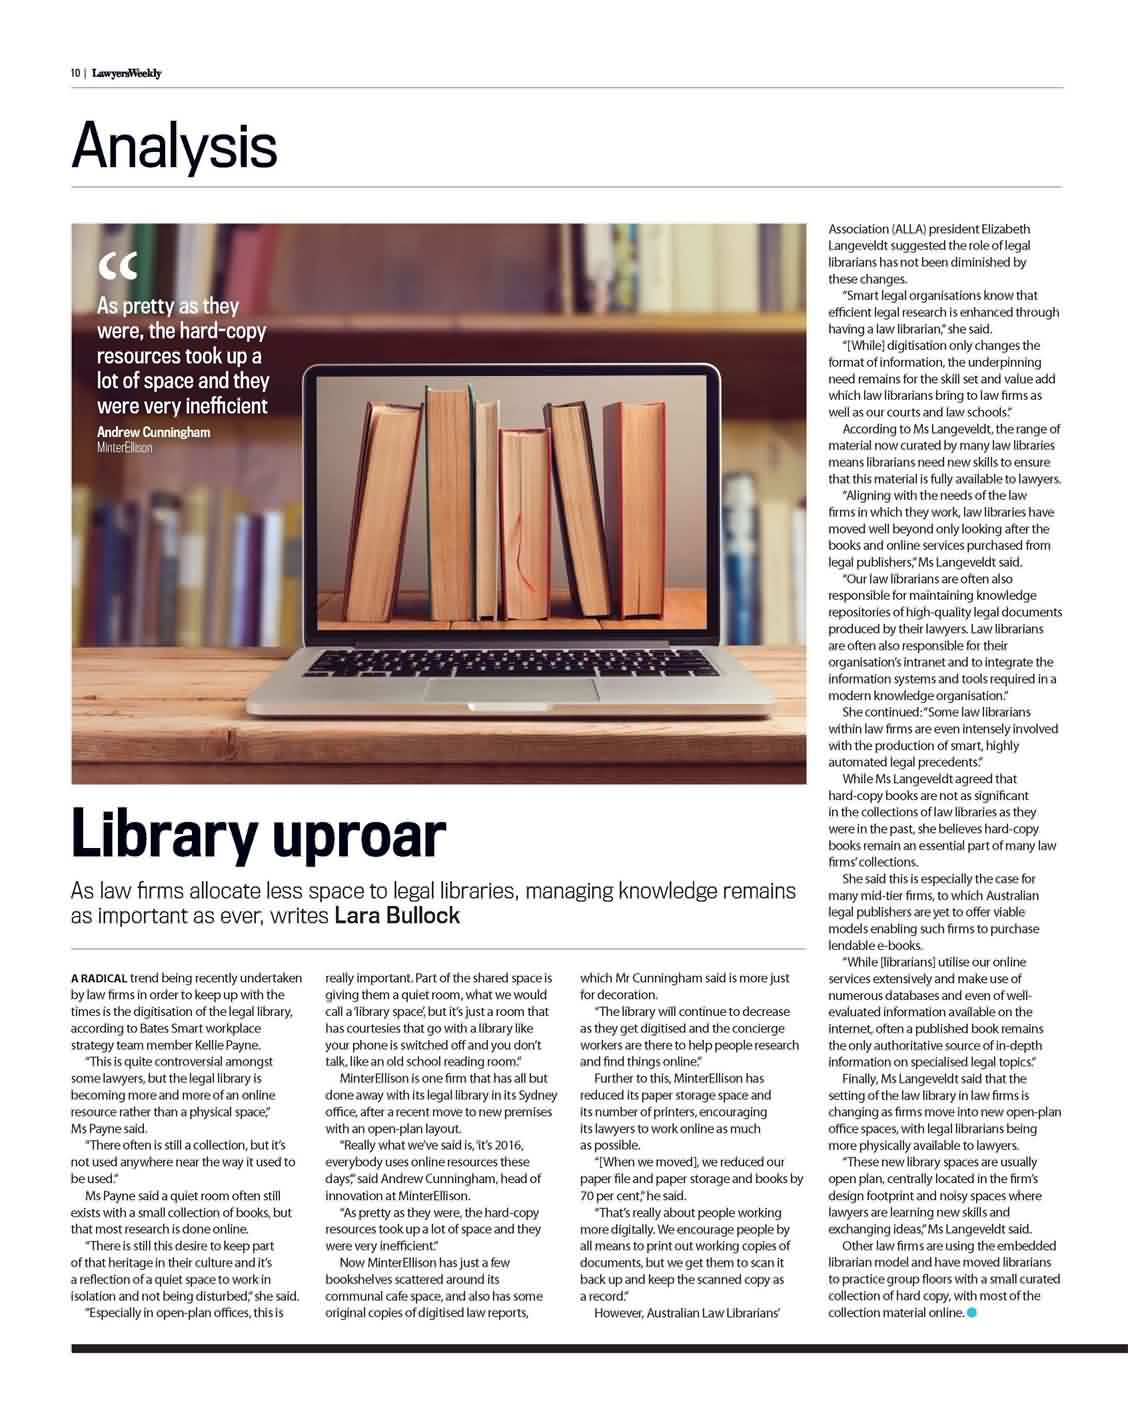 10 | LawyersWeekly
Analysis
“
As pretty as they
were, the hard-copy
resources took up a
lot of space and they
were very inefficient
Andrew Cunningham
MinterEllison
Library uproar
As law firms allocate less space to legal libraries, managing knowledge remains
as important as ever, writes Lara Bullock
A RADICAL trend being recently undertaken
by law firms in order to keep up with the
times is the digitisation of the legal library,
according to Bates Smart workplace
strategy team member Kellie Payne.
“This is quite controversial amongst
some lawyers, but the legal library is
becoming more and more of an online
resource rather than a physical space,”
Ms Payne said.
“There often is still a collection, but it’s
not used anywhere near the way it used to
be used.”
Ms Payne said a quiet room often still
exists with a small collection of books, but
that most research is done online.
“There is still this desire to keep part
of that heritage in their culture and it’s
a reflection of a quiet space to work in
isolation and not being disturbed,” she said.
“Especially in open-plan offices, this is
really important. Part of the shared space is
giving them a quiet room, what we would
call a ‘library space’, but it’s just a room that
has courtesies that go with a library like
your phone is switched off and you don’t
talk, like an old school reading room.”
MinterEllison is one firm that has all but
done away with its legal library in its Sydney
office, after a recent move to new premises
with an open-plan layout.
“Really what we’ve said is, ‘it’s 2016,
everybody uses online resources these
days’,” said Andrew Cunningham, head of
innovation at MinterEllison.
“As pretty as they were, the hard-copy
resources took up a lot of space and they
were very inefficient.”
Now MinterEllison has just a few
bookshelves scattered around its
communal cafe space, and also has some
original copies of digitised law reports,
which Mr Cunningham said is more just
for decoration.
“The library will continue to decrease
as they get digitised and the concierge
workers are there to help people research
and find things online.”
Further to this, MinterEllison has
reduced its paper storage space and
its number of printers, encouraging
its lawyers to work online as much
as possible.
“[When we moved], we reduced our
paper file and paper storage and books by
70 per cent,” he said.
“That’s really about people working
more digitally. We encourage people by
all means to print out working copies of
documents, but we get them to scan it
back up and keep the scanned copy as
a record.”
However, Australian Law Librarians’
Association (ALLA) president Elizabeth
Langeveldt suggested the role of legal
librarians has not been diminished by
these changes.
“Smart legal organisations know that
efficient legal research is enhanced through
having a law librarian,” she said.
“[While] digitisation only changes the
format of information, the underpinning
need remains for the skill set and value add
which law librarians bring to law firms as
well as our courts and law schools.”
According to Ms Langeveldt, the range of
material now curated by many law libraries
means librarians need new skills to ensure
that this material is fully available to lawyers.
“Aligning with the needs of the law
firms in which they work, law libraries have
moved well beyond only looking after the
books and online services purchased from
legal publishers,” Ms Langeveldt said.
“Our law librarians are often also
responsible for maintaining knowledge
repositories of high-quality legal documents
produced by their lawyers. Law librarians
are often also responsible for their
organisation’s intranet and to integrate the
information systems and tools required in a
modern knowledge organisation.”
She continued: “Some law librarians
within law firms are even intensely involved
with the production of smart, highly
automated legal precedents.”
While Ms Langeveldt agreed that
hard-copy books are not as significant
in the collections of law libraries as they
were in the past, she believes hard-copy
books remain an essential part of many law
firms’ collections.
She said this is especially the case for
many mid-tier firms, to which Australian
legal publishers are yet to offer viable
models enabling such firms to purchase
lendable e-books.
“While [librarians] utilise our online
services extensively and make use of
numerous databases and even of well-
evaluated information available on the
internet, often a published book remains
the only authoritative source of in-depth
information on specialised legal topics.”
Finally, Ms Langeveldt said that the
setting of the law library in law firms is
changing as firms move into new open-plan
office spaces, with legal librarians being
more physically available to lawyers.
“These new library spaces are usually
open plan, centrally located in the firm’s
design footprint and noisy spaces where
lawyers are learning new skills and
exchanging ideas,” Ms Langeveldt said.
Other law firms are using the embedded
librarian model and have moved librarians
to practice group floors with a small curated
collection of hard copy, with most of the
collection material online.